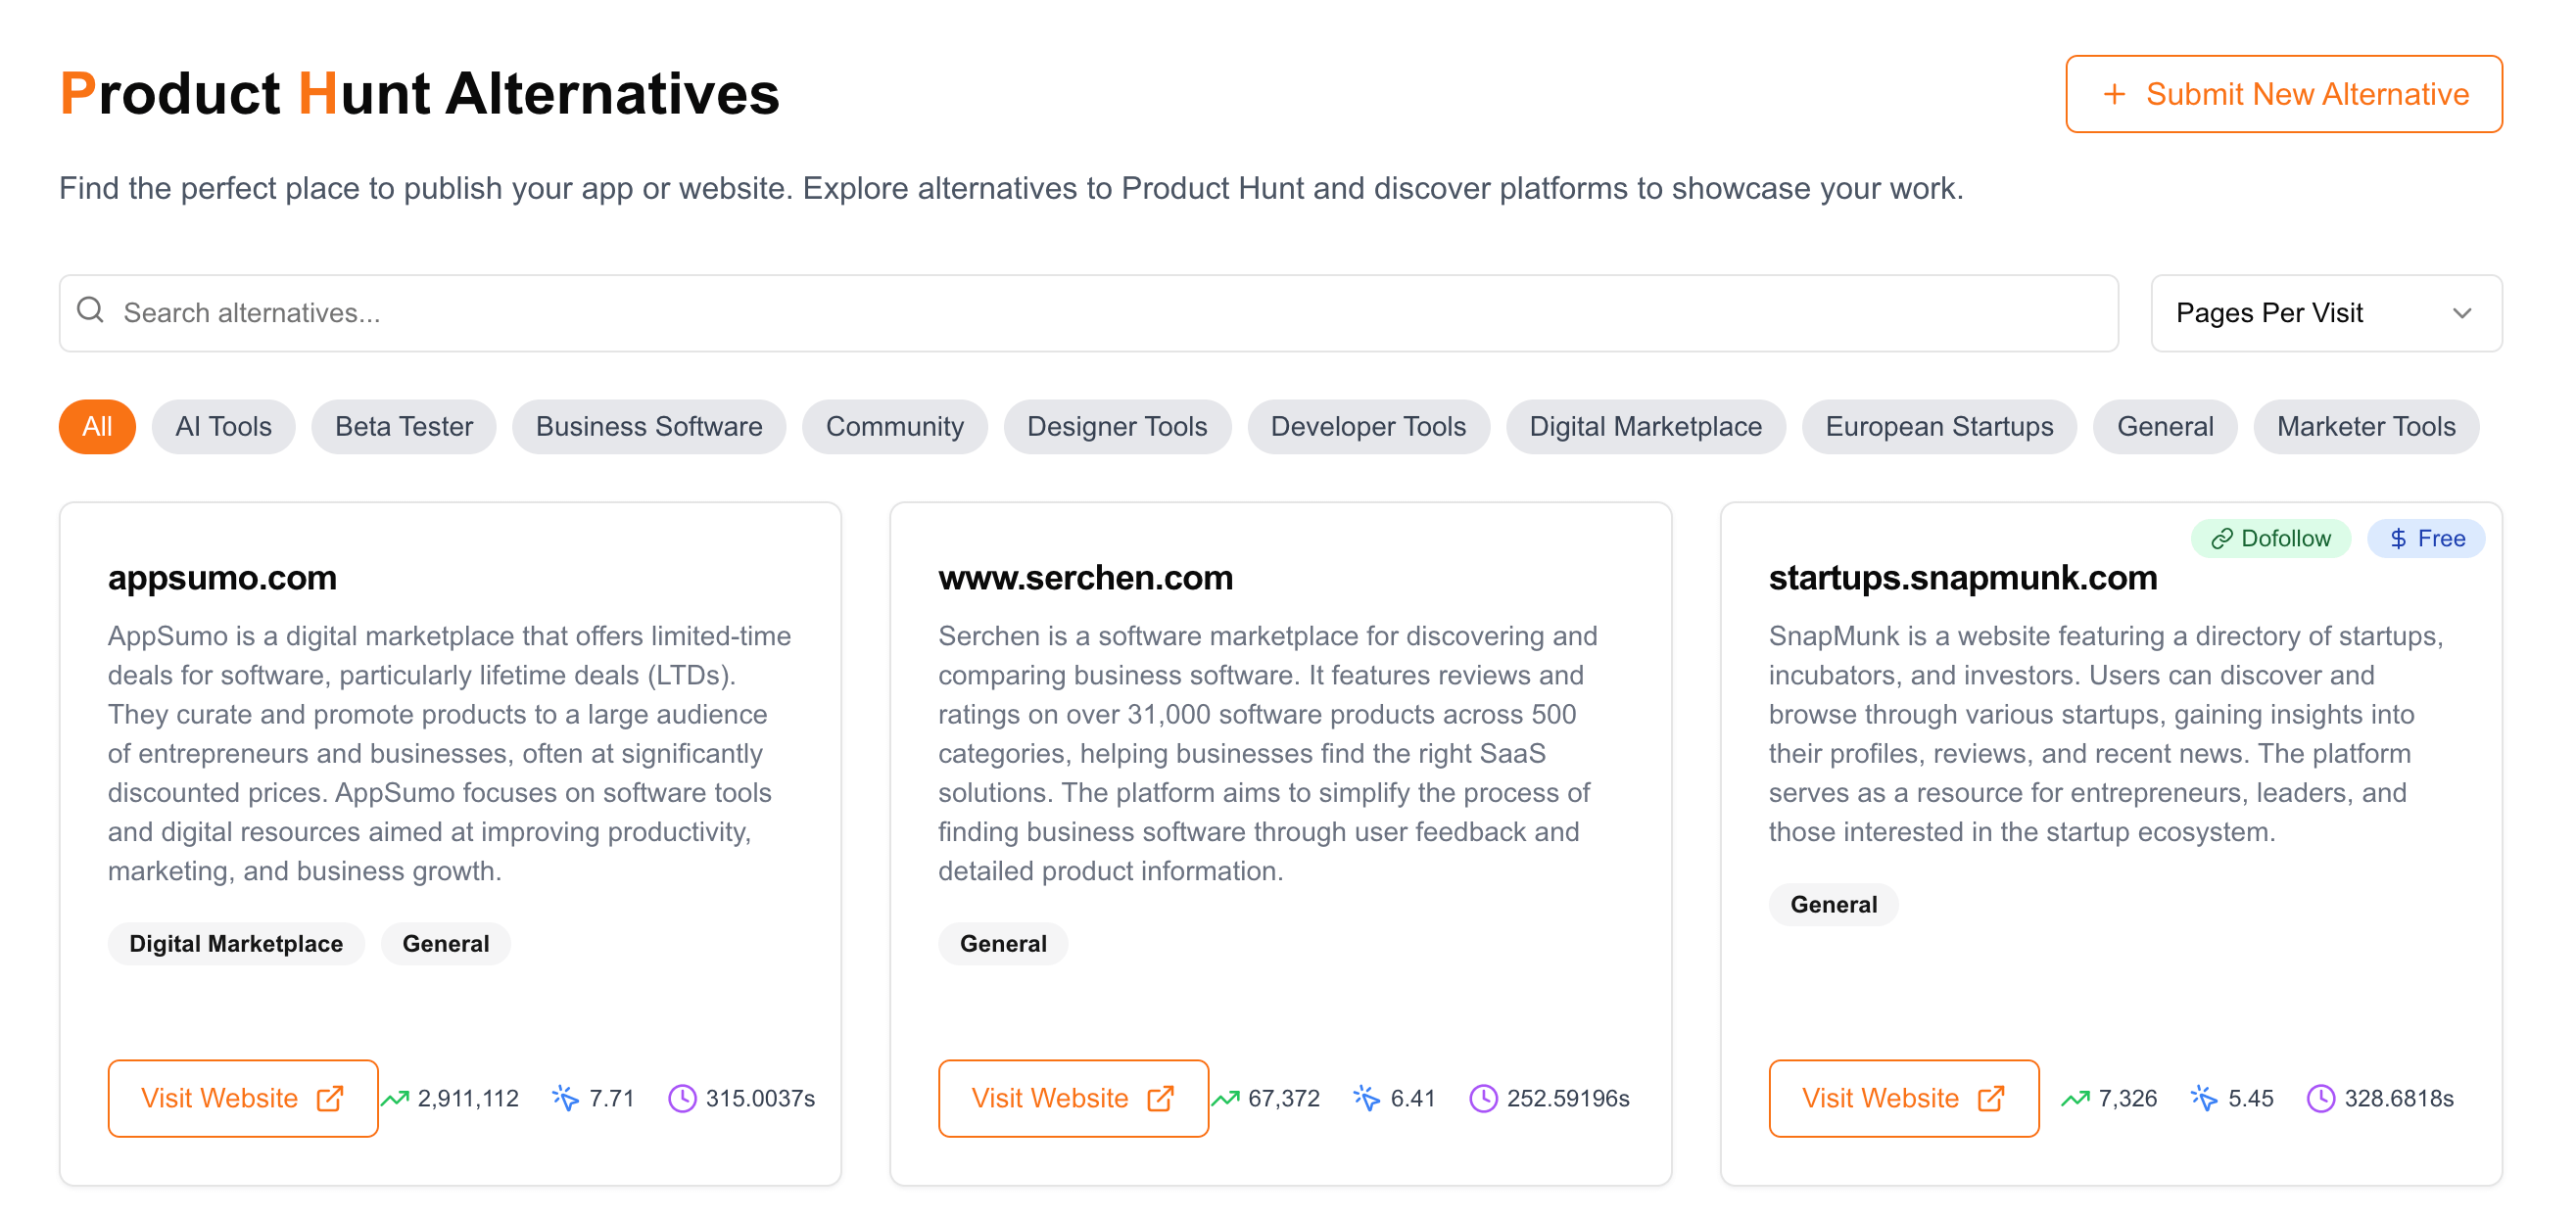 Product Hunt Alternatives
+ Submit New Alternative
Find the perfect place to publish your app or website. Explore alternatives to Product Hunt and discover platforms to showcase your work.
Search alternatives...
Pages Per Visit
All
AI Tools
Beta Tester
Business Software
Community
Designer Tools
Developer Tools
Digital Marketplace
European Startups
General
Marketer Tools
appsumo.com
AppSumo is a digital marketplace that offers limited-time
deals for software, particularly lifetime deals (LTDs).
They curate and promote products to a large audience
of entrepreneurs and businesses, often at significantly
discounted prices. AppSumo focuses on software tools
and digital resources aimed at improving productivity,
marketing, and business growth.
Digital Marketplace
General
Visit Website
2,911,112
7.71
315.0037s
www.serchen.com
Serchen is a software marketplace for discovering and
comparing business software. It features reviews and
ratings on over 31,000 software products across 500
categories, helping businesses find the right SaaS
solutions. The platform aims to simplify the process of
finding business software through user feedback and
detailed product information.
General
Visit Website
67,372
6.41
252.59196s
Dofollow
$ Free
startups.snapmunk.com
SnapMunk is a website featuring a directory of startups,
incubators, and investors. Users can discover and
browse through various startups, gaining insights into
their profiles, reviews, and recent news. The platform
serves as a resource for entrepreneurs, leaders, and
those interested in the startup ecosystem.
General
Visit Website
7,326
5.45
328.6818s